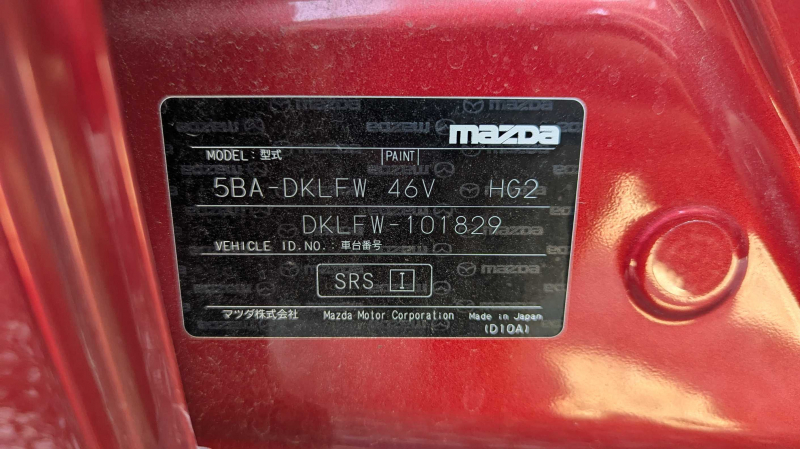 mazda
MODEL: 型式 PAINT
5BA-DKLFW 46V HG2
DKLFW-101829
VEHICLE ID.NO.: 車台番号
SRS I
マツダ株式会社 Mazda Motor Corporation Made in Japan
(D10A)